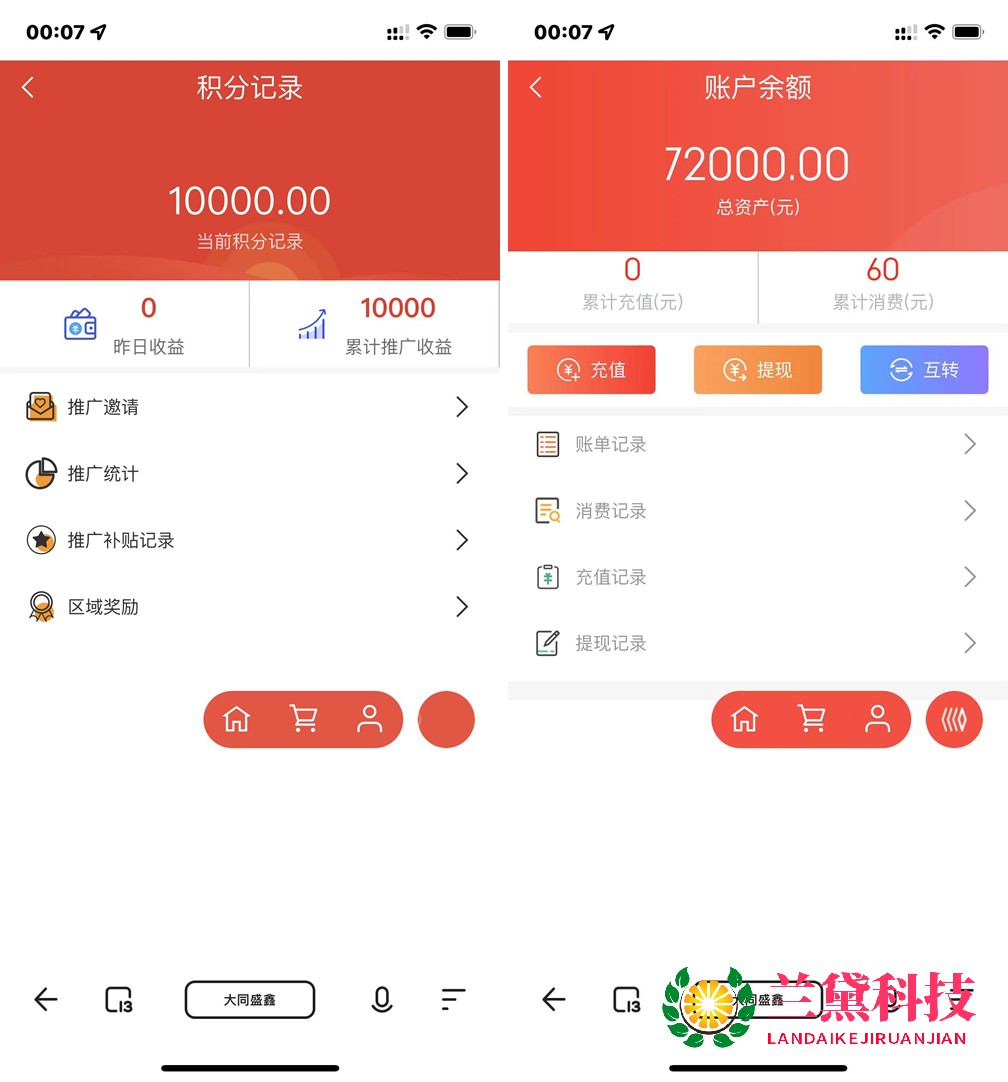 00:07
积分记录
10000.00
当前积分记录
0
昨日收益
10000
累计推广收益
推广邀请
推广统计
推广补贴记录
区域奖励
13
大同盛鑫
00:07
账户余额
72000.00
总资产(元)
0
累计充值(元)
60
累计消费(元)
充值
提现
互转
账单记录
消费记录
充值记录
提现记录
13
大同盛鑫
兰黛科技
LANDAIKEJIRUANJIAN